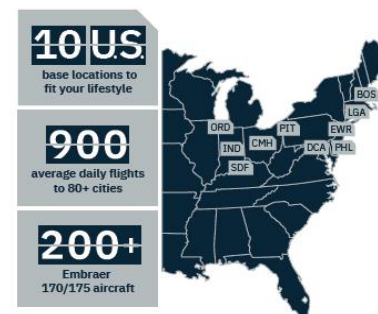 10 U.S.
base locations to
fit your lifestyle
900
average daily flights
to 80+ cities
200+
Embraer
170/175 aircraft
BOS
LGA
ORD
PIT
EWR
IND
CMH
DCA
PHL
SDF